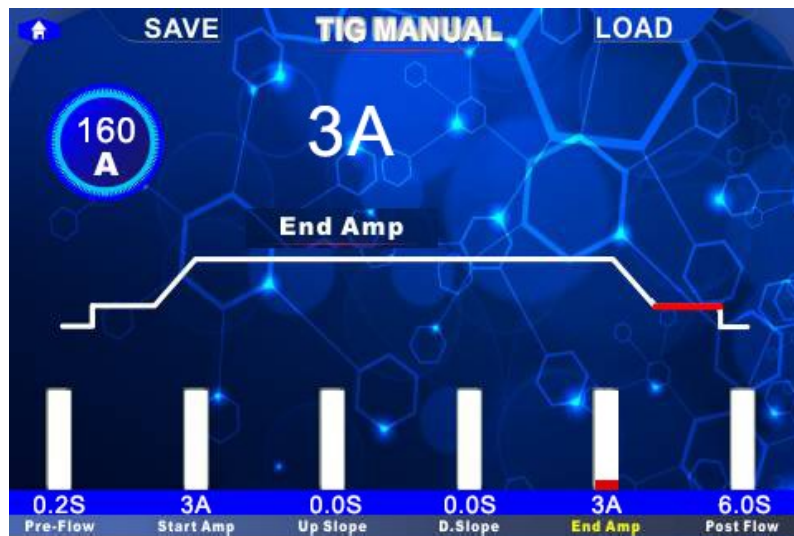 SAVE TIG MANUAL LOAD
160
A
3A
End Amp
0.2S 3A 0.0S 0.0S 3A 6.0S
Pre-Flow Start Amp Up Slope D.Slope End Amp Post Flow